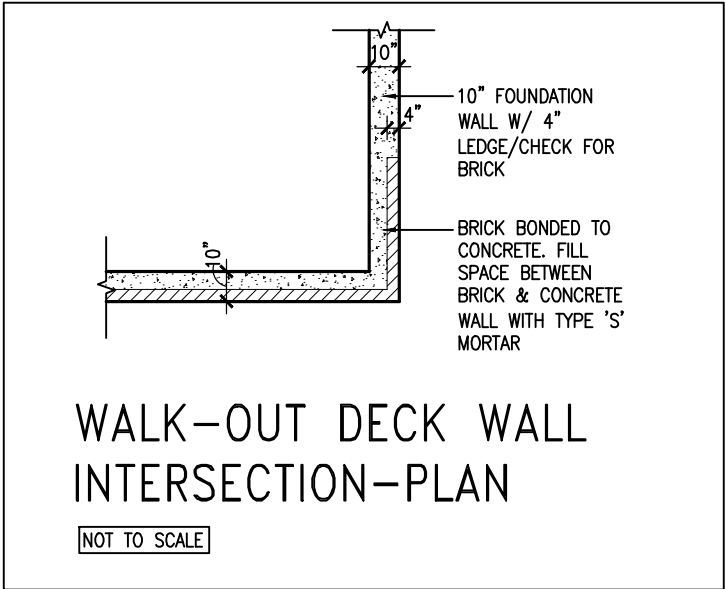 10"
10" FOUNDATION
WALL W/ 4"
LEDGE/CHECK FOR
BRICK
4"
BRICK BONDED TO
CONCRETE. FILL
SPACE BETWEEN
BRICK & CONCRETE
WALL WITH TYPE 'S'
MORTAR
10"
WALK-OUT DECK WALL
INTERSECTION-PLAN
NOT TO SCALE